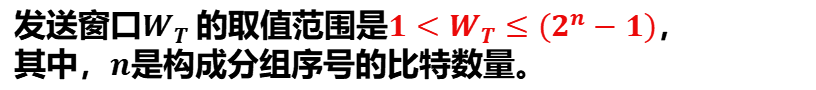 发送窗口W_T 的取值范围是1 < W_T ≤ (2^n − 1)，
其中，n是构成分组序号的比特数量。